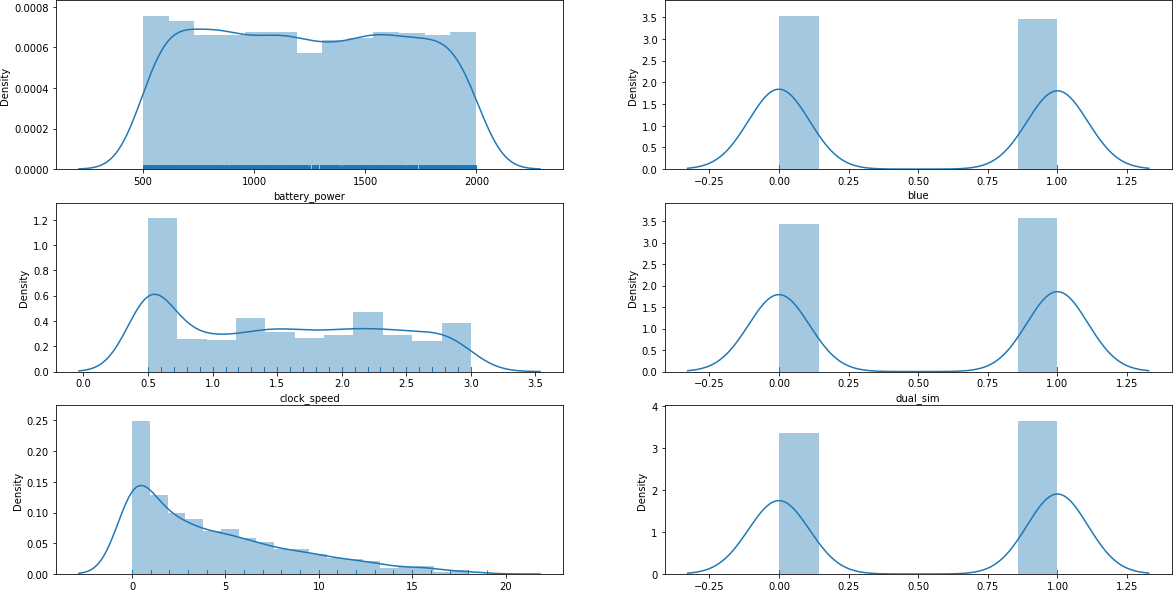 0.0008
0.0006
0.0004
0.0002
0.0000
Density
500 1000 1500 2000
battery_power
3.5
3.0
2.5
2.0
1.5
1.0
0.5
0.0
Density
−0.25 0.00 0.25 0.50 0.75 1.00 1.25
blue
1.2
1.0
0.8
0.6
0.4
0.2
0.0
Density
0.0 0.5 1.0 1.5 2.0 2.5 3.0 3.5
clock_speed
3.5
3.0
2.5
2.0
1.5
1.0
0.5
0.0
Density
−0.25 0.00 0.25 0.50 0.75 1.00 1.25
dual_sim
0.25
0.20
0.15
0.10
0.05
0.00
Density
0 5 10 15 20
4
3
2
1
0
Density
−0.25 0.00 0.25 0.50 0.75 1.00 1.25